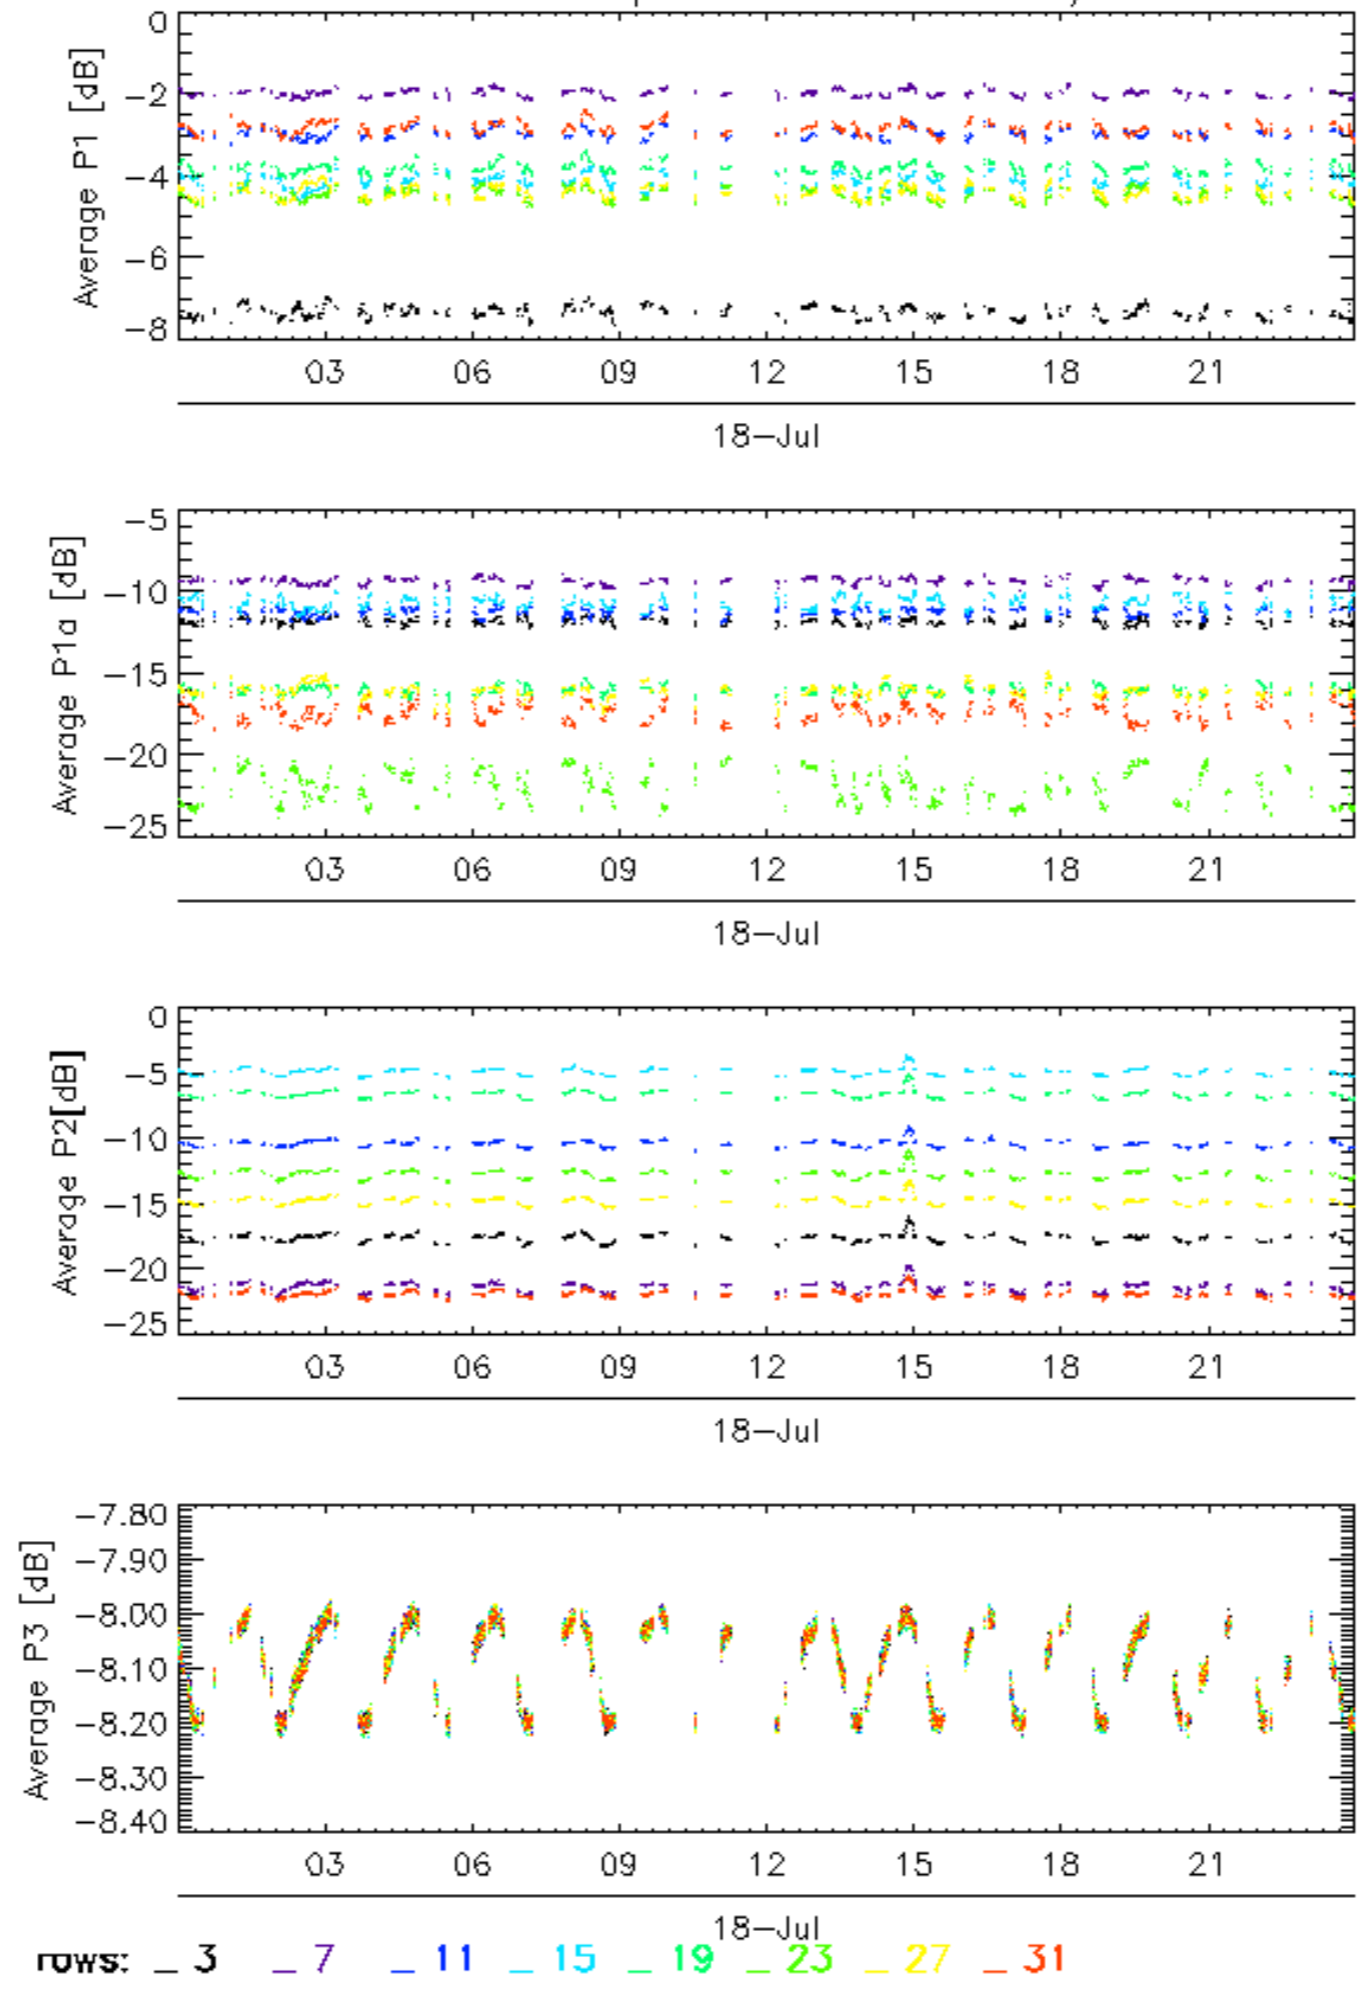 Average P1 [dB]
0
−2
−4
−6
−8
03 06 09 12 15 18 21
18−Jul
Average P1a [dB]
−5
−10
−15
−20
−25
03 06 09 12 15 18 21
18−Jul
Average P2[dB]
0
−5
−10
−15
−20
−25
03 06 09 12 15 18 21
18−Jul
Average P3 [dB]
−7.80
−7.90
−8.00
−8.10
−8.20
−8.30
−8.40
03 06 09 12 15 18 21
18−Jul
rows: _ 3 _ 7 _ 11 _ 15 _ 19 _ 23 _ 27 _ 31